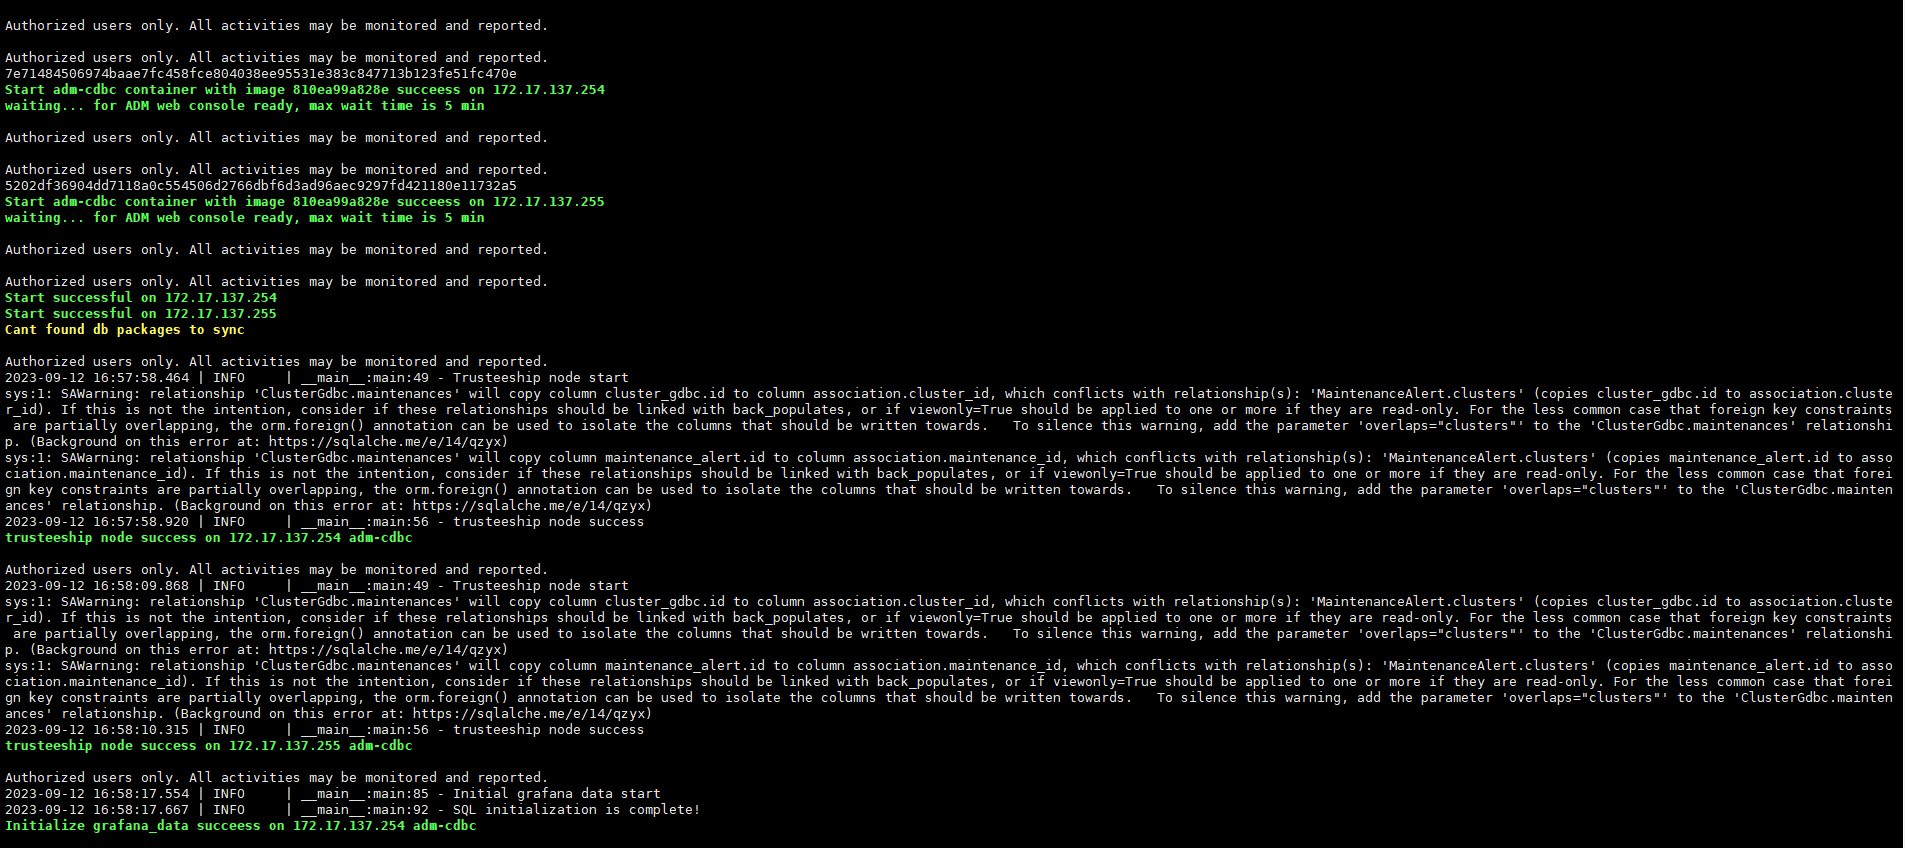 Authorized users only. All activities may be monitored and reported.
Authorized users only. All activities may be monitored and reported.
7e71484506974baae7fc458fce804038ee95531e383c847713b123fe51fc470e
Start adm-cdbc container with image 810ea99a828e succeess on 172.17.137.254
waiting... for ADM web console ready, max wait time is 5 min
Authorized users only. All activities may be monitored and reported.
Authorized users only. All activities may be monitored and reported.
5202df36904dd7118a0c554506d2766dbf6d3ad96aec9297fd421180e11732a5
Start adm-cdbc container with image 810ea99a828e succeess on 172.17.137.255
waiting... for ADM web console ready, max wait time is 5 min
Authorized users only. All activities may be monitored and reported.
Authorized users only. All activities may be monitored and reported.
Start successful on 172.17.137.254
Start successful on 172.17.137.255
Cant found db packages to sync
Authorized users only. All activities may be monitored and reported.
2023-09-12 16:57:58.464 | INFO     | __main__:main:49 - Trusteeship node start
sys:1: SAWarning: relationship 'ClusterGdbc.maintenances' will copy column cluster_gdbc.id to column association.cluster_id, which conflicts with relationship(s): 'MaintenanceAlert.clusters' (copies cluster_gdbc.id to association.cluste
r_id). If this is not the intention, consider if these relationships should be linked with back_populates, or if viewonly=True should be applied to one or more if they are read-only. For the less common case that foreign key constraints
 are partially overlapping, the orm.foreign() annotation can be used to isolate the columns that should be written towards.   To silence this warning, add the parameter 'overlaps="clusters"' to the 'ClusterGdbc.maintenances' relationshi
p. (Background on this error at: https://sqlalche.me/e/14/qzyx)
sys:1: SAWarning: relationship 'ClusterGdbc.maintenances' will copy column maintenance_alert.id to column association.maintenance_id, which conflicts with relationship(s): 'MaintenanceAlert.clusters' (copies maintenance_alert.id to asso
ciation.maintenance_id). If this is not the intention, consider if these relationships should be linked with back_populates, or if viewonly=True should be applied to one or more if they are read-only. For the less common case that forei
gn key constraints are partially overlapping, the orm.foreign() annotation can be used to isolate the columns that should be written towards.   To silence this warning, add the parameter 'overlaps="clusters"' to the 'ClusterGdbc.mainten
ances' relationship. (Background on this error at: https://sqlalche.me/e/14/qzyx)
2023-09-12 16:57:58.920 | INFO     | __main__:main:56 - trusteeship node success
trusteeship node success on 172.17.137.254 adm-cdbc
Authorized users only. All activities may be monitored and reported.
2023-09-12 16:58:09.868 | INFO     | __main__:main:49 - Trusteeship node start
sys:1: SAWarning: relationship 'ClusterGdbc.maintenances' will copy column cluster_gdbc.id to column association.cluster_id, which conflicts with relationship(s): 'MaintenanceAlert.clusters' (copies cluster_gdbc.id to association.cluste
r_id). If this is not the intention, consider if these relationships should be linked with back_populates, or if viewonly=True should be applied to one or more if they are read-only. For the less common case that foreign key constraints
 are partially overlapping, the orm.foreign() annotation can be used to isolate the columns that should be written towards.   To silence this warning, add the parameter 'overlaps="clusters"' to the 'ClusterGdbc.maintenances' relationshi
p. (Background on this error at: https://sqlalche.me/e/14/qzyx)
sys:1: SAWarning: relationship 'ClusterGdbc.maintenances' will copy column maintenance_alert.id to column association.maintenance_id, which conflicts with relationship(s): 'MaintenanceAlert.clusters' (copies maintenance_alert.id to asso
ciation.maintenance_id). If this is not the intention, consider if these relationships should be linked with back_populates, or if viewonly=True should be applied to one or more if they are read-only. For the less common case that forei
gn key constraints are partially overlapping, the orm.foreign() annotation can be used to isolate the columns that should be written towards.   To silence this warning, add the parameter 'overlaps="clusters"' to the 'ClusterGdbc.mainten
ances' relationship. (Background on this error at: https://sqlalche.me/e/14/qzyx)
2023-09-12 16:58:10.315 | INFO     | __main__:main:56 - trusteeship node success
trusteeship node success on 172.17.137.255 adm-cdbc
Authorized users only. All activities may be monitored and reported.
2023-09-12 16:58:17.554 | INFO     | __main__:main:85 - Initial grafana data start
2023-09-12 16:58:17.667 | INFO     | __main__:main:92 - SQL initialization is complete!
Initialize grafana_data succeess on 172.17.137.254 adm-cdbc